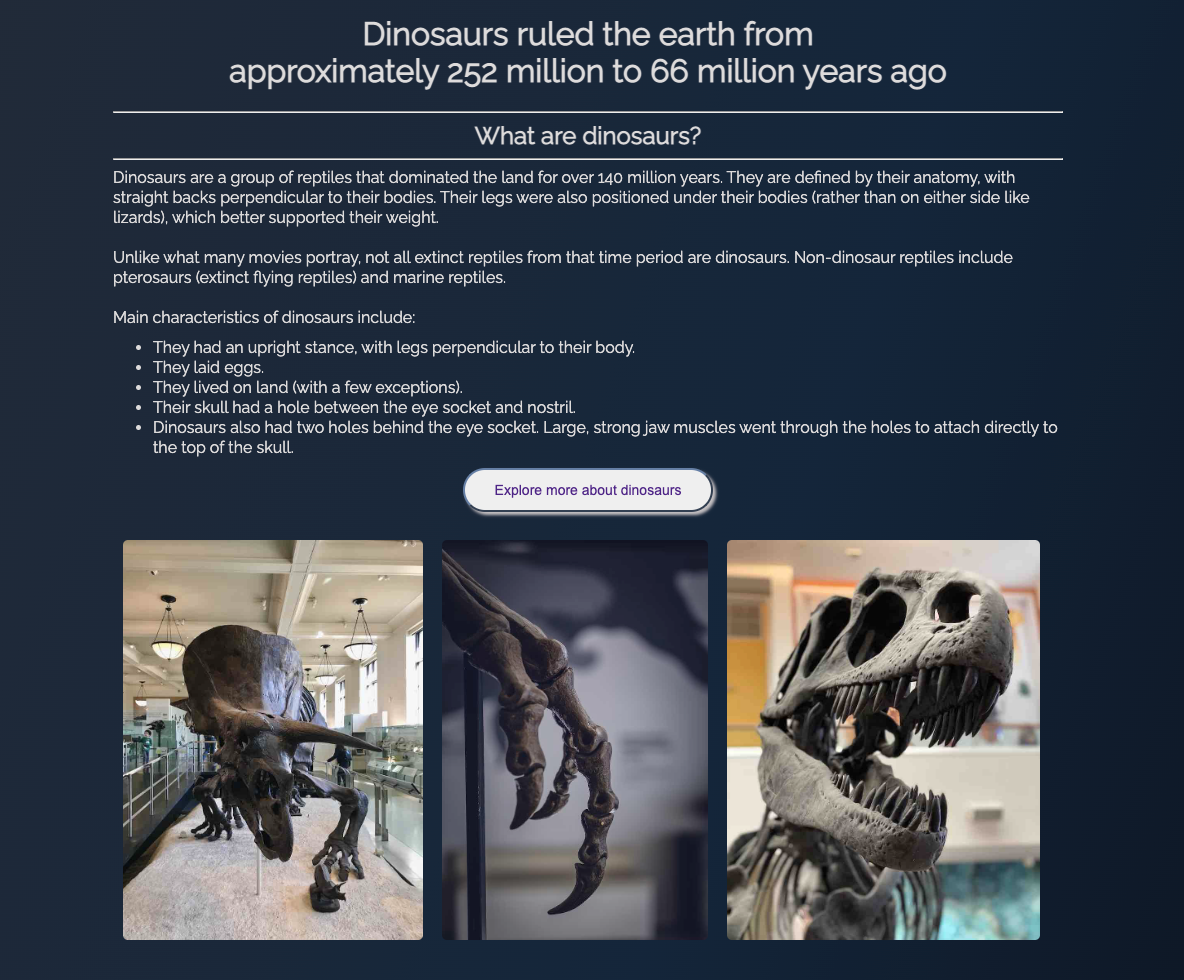 Dinosaurs ruled the earth from
approximately 252 million to 66 million years ago
What are dinosaurs?
Dinosaurs are a group of reptiles that dominated the land for over 140 million years. They are defined by their anatomy, with
straight backs perpendicular to their bodies. Their legs were also positioned under their bodies (rather than on either side like
lizards), which better supported their weight.
Unlike what many movies portray, not all extinct reptiles from that time period are dinosaurs. Non-dinosaur reptiles include
pterosaurs (extinct flying reptiles) and marine reptiles.
Main characteristics of dinosaurs include:
• They had an upright stance, with legs perpendicular to their body.
• They laid eggs.
• They lived on land (with a few exceptions).
• Their skull had a hole between the eye socket and nostril.
• Dinosaurs also had two holes behind the eye socket. Large, strong jaw muscles went through the holes to attach directly to
the top of the skull.
Explore more about dinosaurs